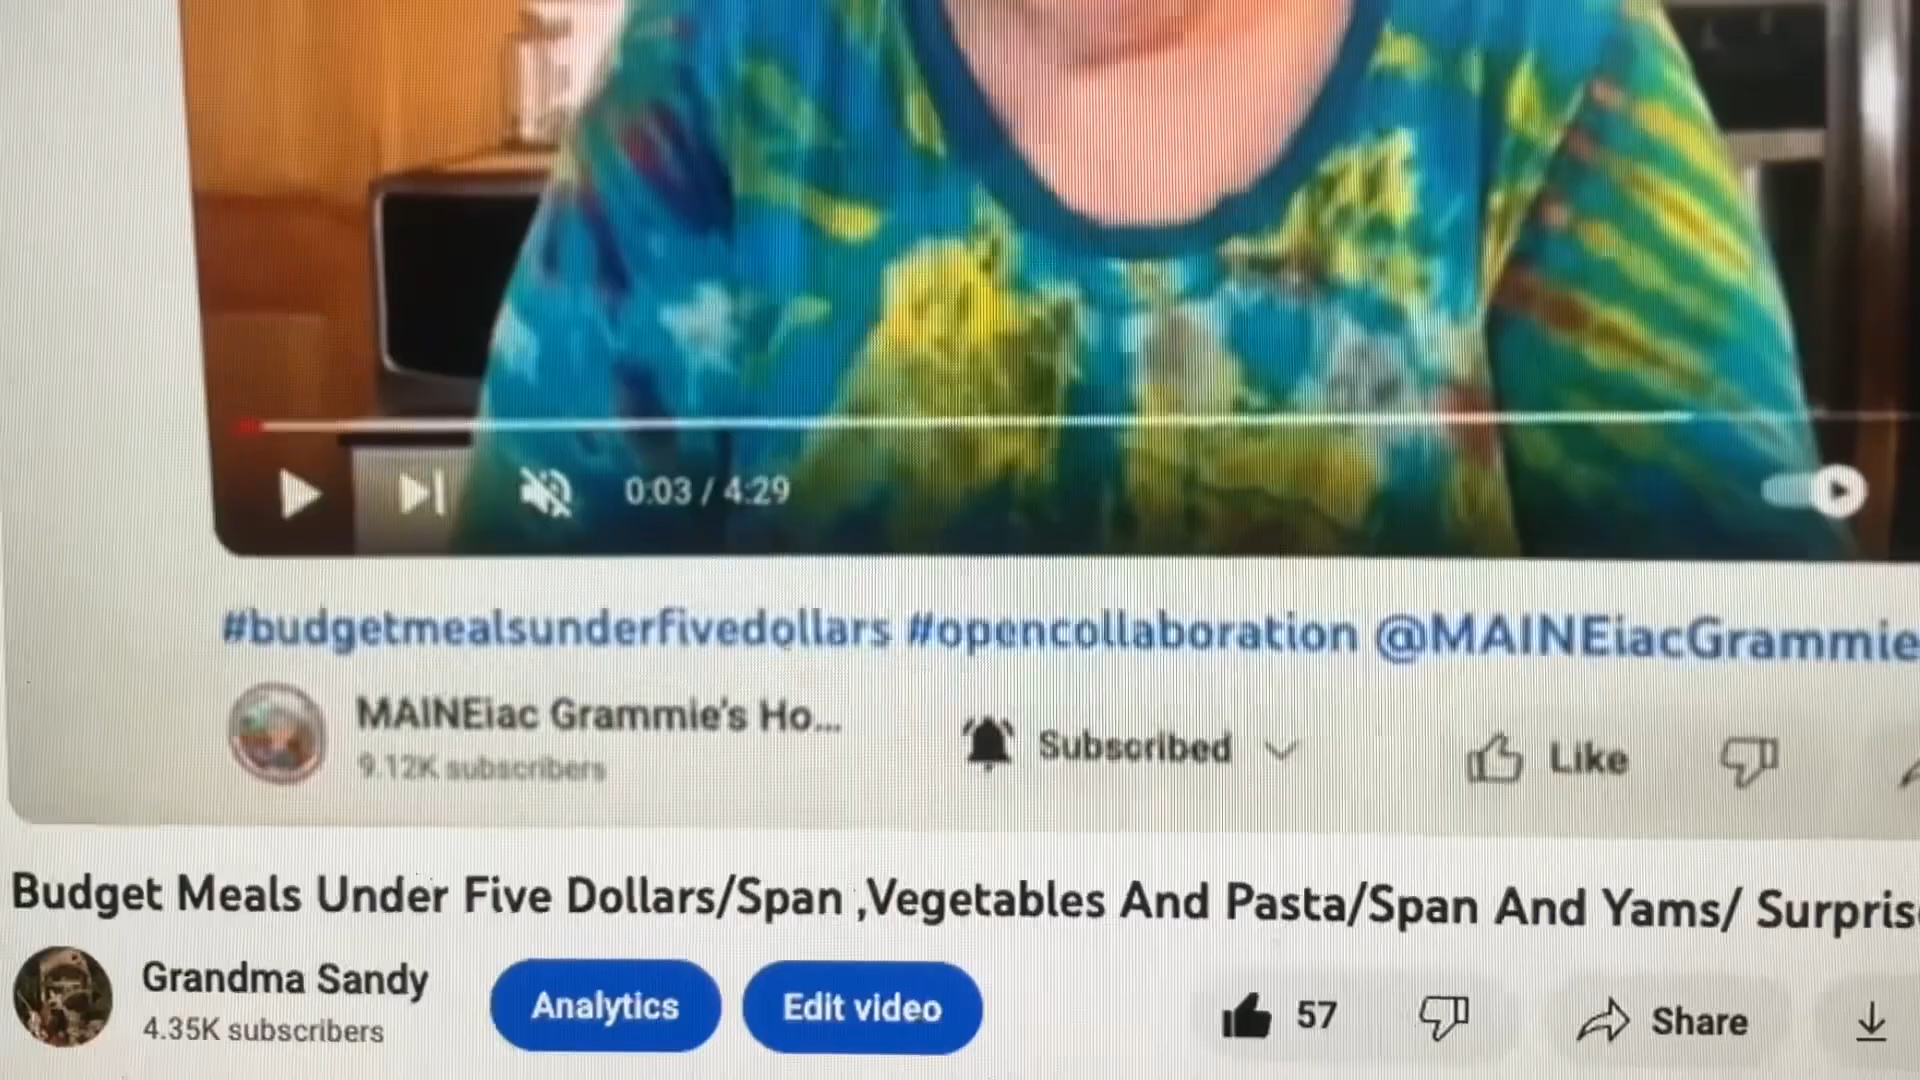 0:03 / 4:29
#budgetmealsunderfivedollars #opencollaboration @MAINEiacGrammie
MAINEiac Grammie's Ho...
9.12K subscribers
Subscribed
Like
Budget Meals Under Five Dollars/Span ,Vegetables And Pasta/Span And Yams/ Surpris
Grandma Sandy
4.35K subscribers
Analytics
Edit video
57
Share